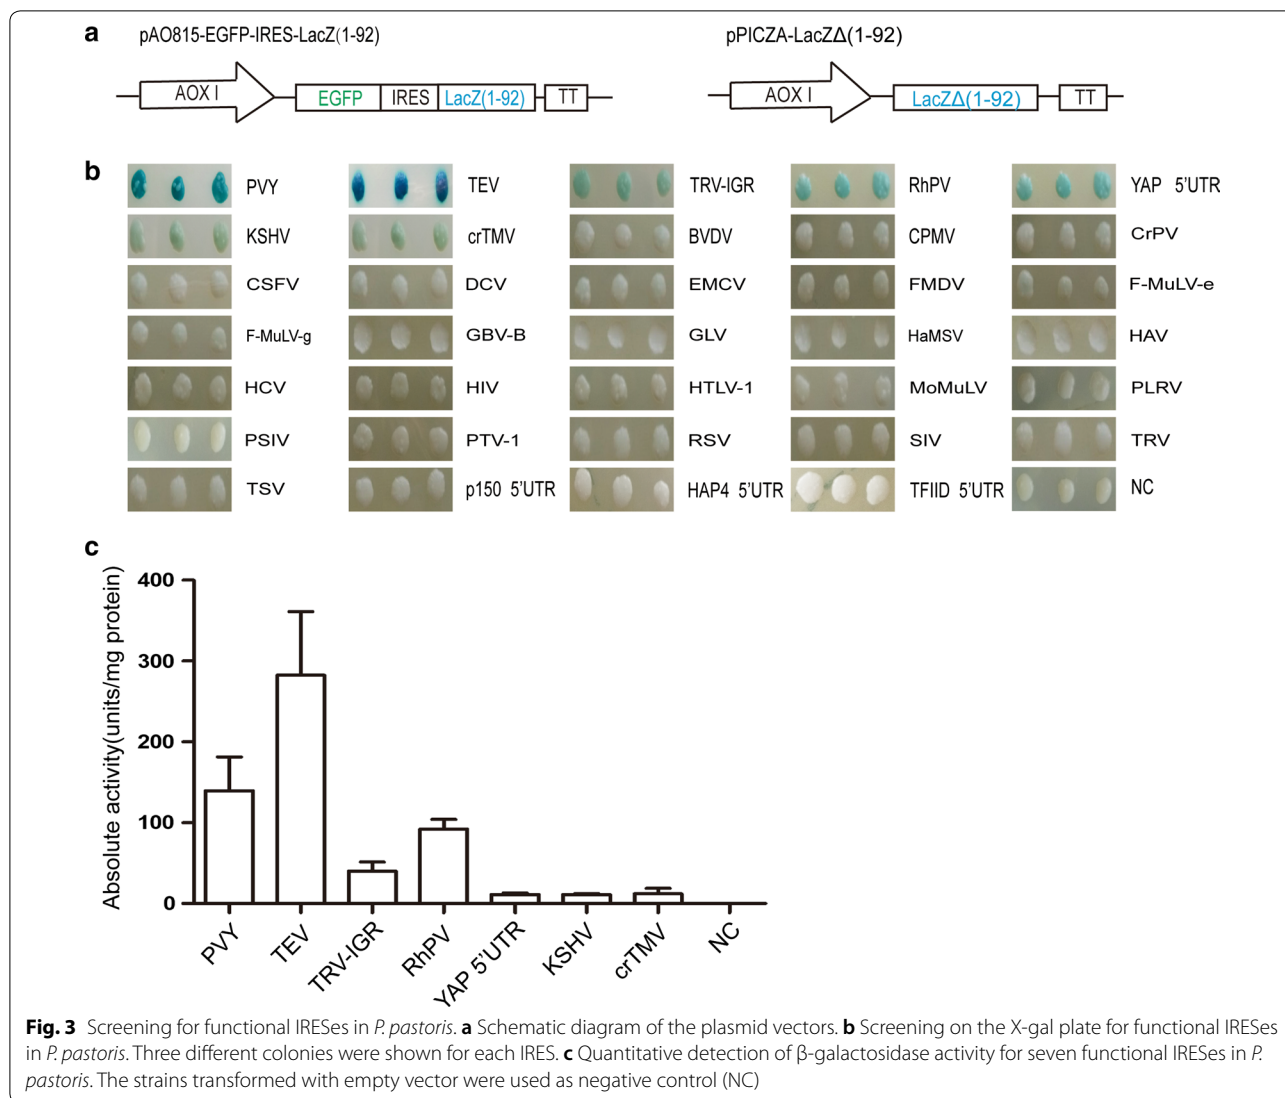 a
pAO815-EGFP-IRES-LacZ(1-92) pPICZA-LacZΔ(1-92)
AOX I EGFP IRES LacZ(1-92) TT AOX I LacZΔ(1-92) TT
b
PVY TEV TRV-IGR RhPV YAP 5'UTR
KSHV crTMV BVDV CPMV CrPV
CSFV DCV EMCV FMDV F-MuLV-e
F-MuLV-g GBV-B GLV HaMSV HAV
HCV HIV HTLV-1 MoMuLV PLRV
PSIV PTV-1 RSV SIV TRV
TSV p150 5'UTR HAP4 5'UTR TFIID 5'UTR NC
c
Absolute activity(units/mg protein)
400
300
200
100
0
PVY TEV TRV-IGR RhPV YAP 5'UTR KSHV crTMV NC
Fig. 3 Screening for functional IRESes in P. pastoris. a Schematic diagram of the plasmid vectors. b Screening on the X-gal plate for functional IRESes
in P. pastoris. Three different colonies were shown for each IRES. c Quantitative detection of β-galactosidase activity for seven functional IRESes in P.
pastoris. The strains transformed with empty vector were used as negative control (NC)